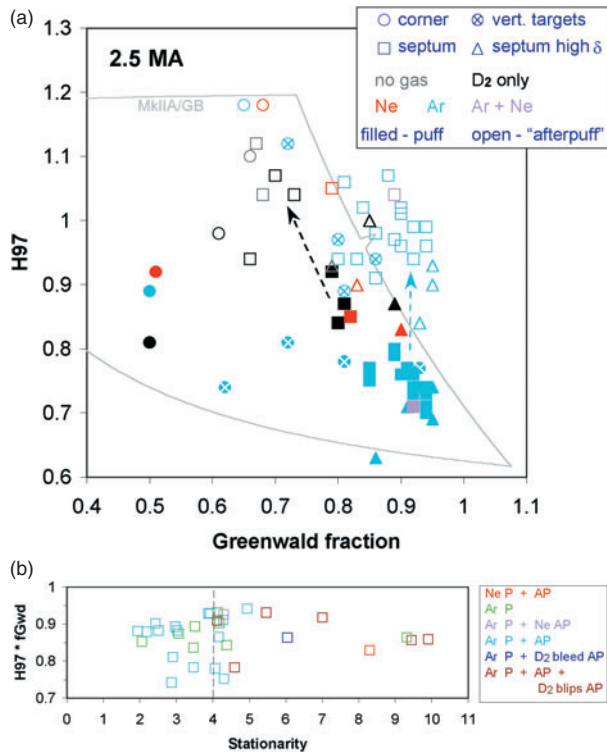 (a)
corner
vert. targets
septum
septum high δ
no gas
D2 only
Ne
Ar
Ar + Ne
filled - puff
open - "afterpuff"
2.5 MA
MkIIA/GB
1.3
1.2
1.1
1
0.9
0.8
0.7
0.6
0.5
H97
0.4 0.5 0.6 0.7 0.8 0.9 1 1.1
Greenwald fraction
(b)
1
0.9
0.8
0.7
H97 * fGwd
0 1 2 3 4 5 6 7 8 9 10 11
Stationarity
Ne P + AP
Ar P
Ar P + Ne AP
Ar P + AP
Ar P + D2 bleed AP
Ar P + AP +
D2 blips AP